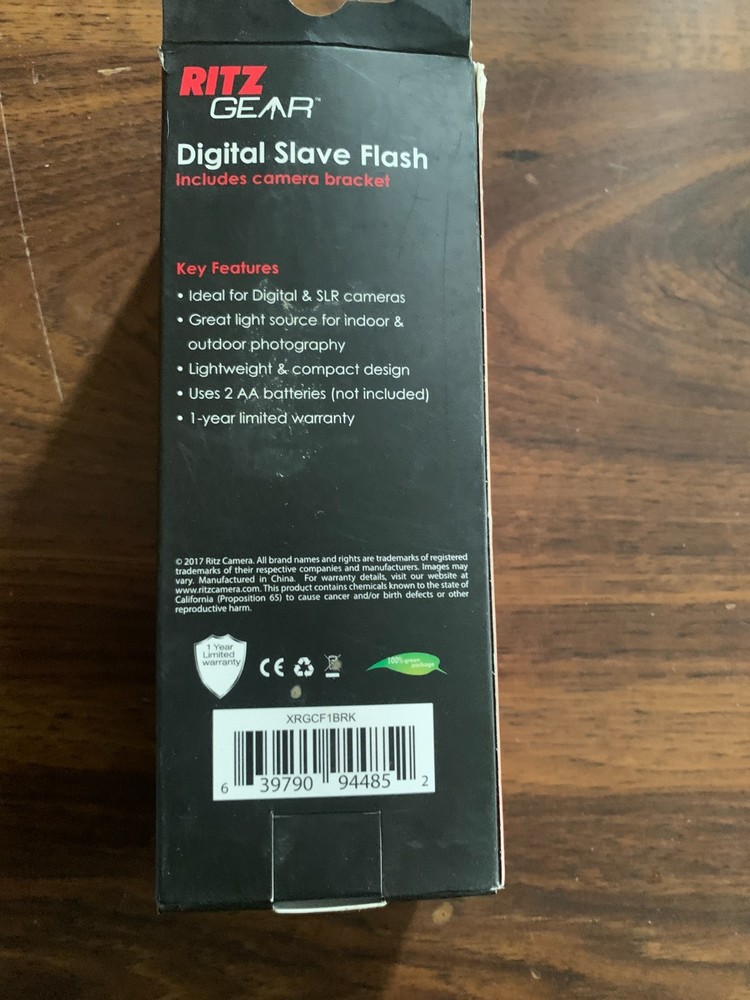 RITZ
GEAR™
Digital Slave Flash
Includes camera bracket
Key Features
• Ideal for Digital & SLR cameras
• Great light source for indoor &
outdoor photography
• Lightweight & compact design
• Uses 2 AA batteries (not included)
• 1-year limited warranty
© 2017 Ritz Camera. All brand names and rights are trademarks of registered
trademarks of their respective companies and manufacturers. Images may
vary. Manufactured in China. For warranty details, visit our website at
www.ritzcamera.com. This product contains chemicals known to the state of
California (Proposition 65) to cause cancer and/or birth defects or other
reproductive harm.
1 Year
Limited
warranty
CE
100% green
package
XRGCF1BRK
6 39790 94485 2